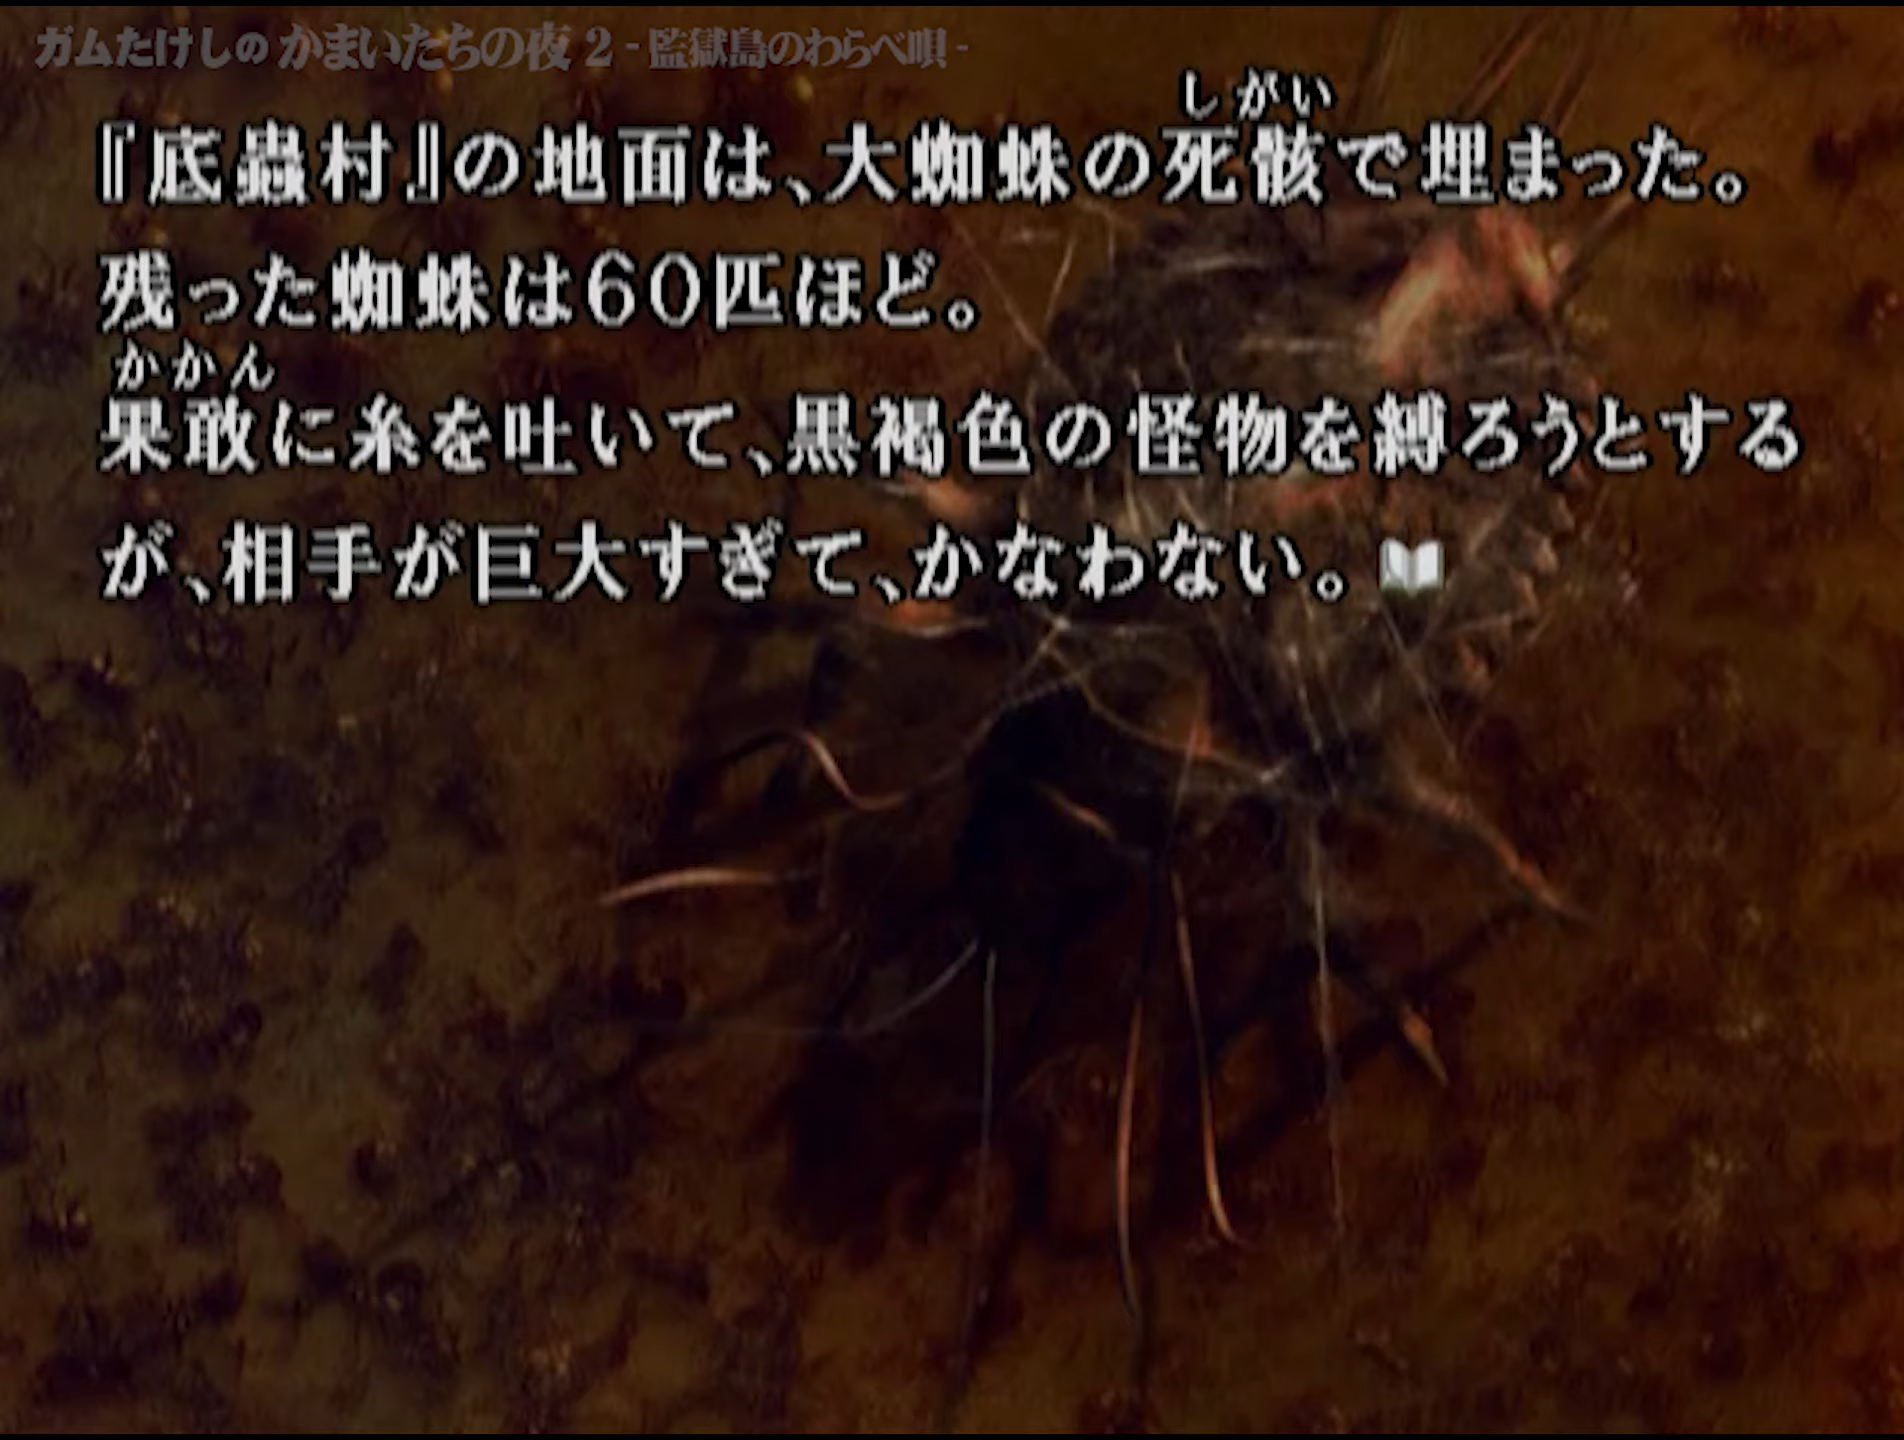 ガムたけしの かまいたちの夜 2 - 監獄島のわらべ唄 -
しがい
『底蟲村』の地面は、大蜘蛛の死骸で埋まった。
残った蜘蛛は60匹ほど。
かかん
果敢に糸を吐いて、黒褐色の怪物を縛ろうとする
が、相手が巨大すぎて、かなわない。